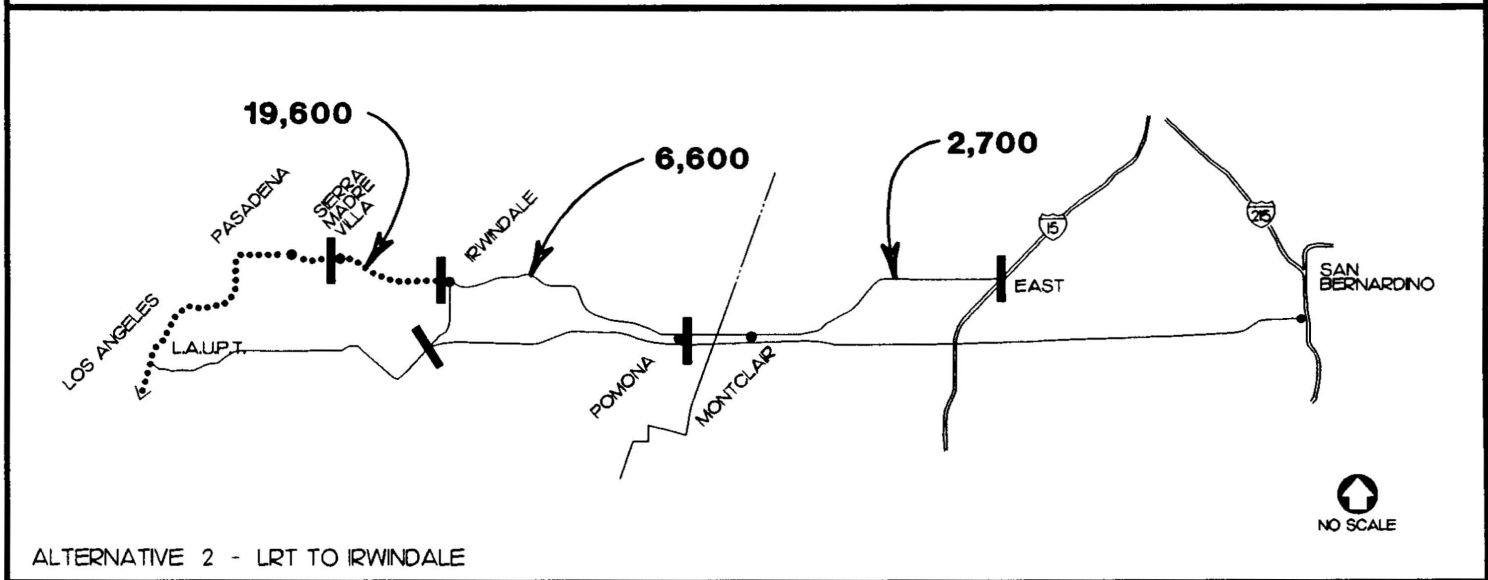 19,600
6,600
2,700
PASADENA
SIERRA
MADRE
VILLA
IRWINDALE
15
215
SAN
BERNARDINO
EAST
LOS ANGELES
L.A.U.P.T.
POMONA
MONTCLAIR
NO SCALE
ALTERNATIVE 2 - LRT TO IRWINDALE